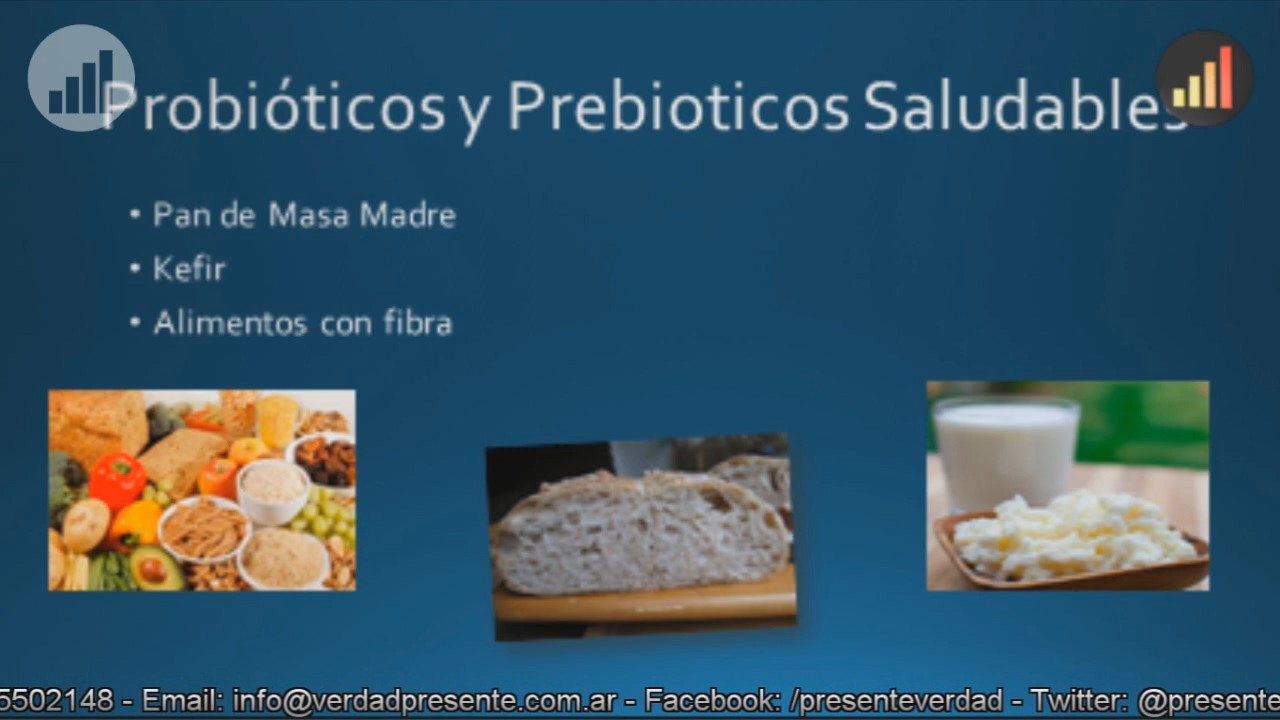 Probióticos y Prebioticos Saludables
• Pan de Masa Madre
• Kefir
• Alimentos con fibra
5502148 - Email: info@verdadpresente.com.ar - Facebook: /presenteverdad - Twitter: @presente